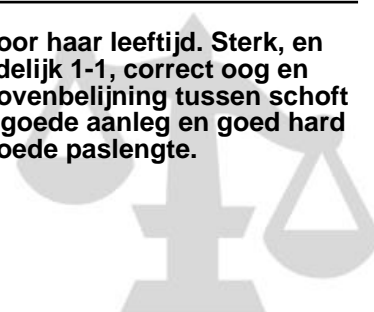 oor haar leeftijd. Sterk, en
delijk 1-1, correct oog en
ovenbelijning tussen schoft
goede aanleg en goed hard
oede paslengte.